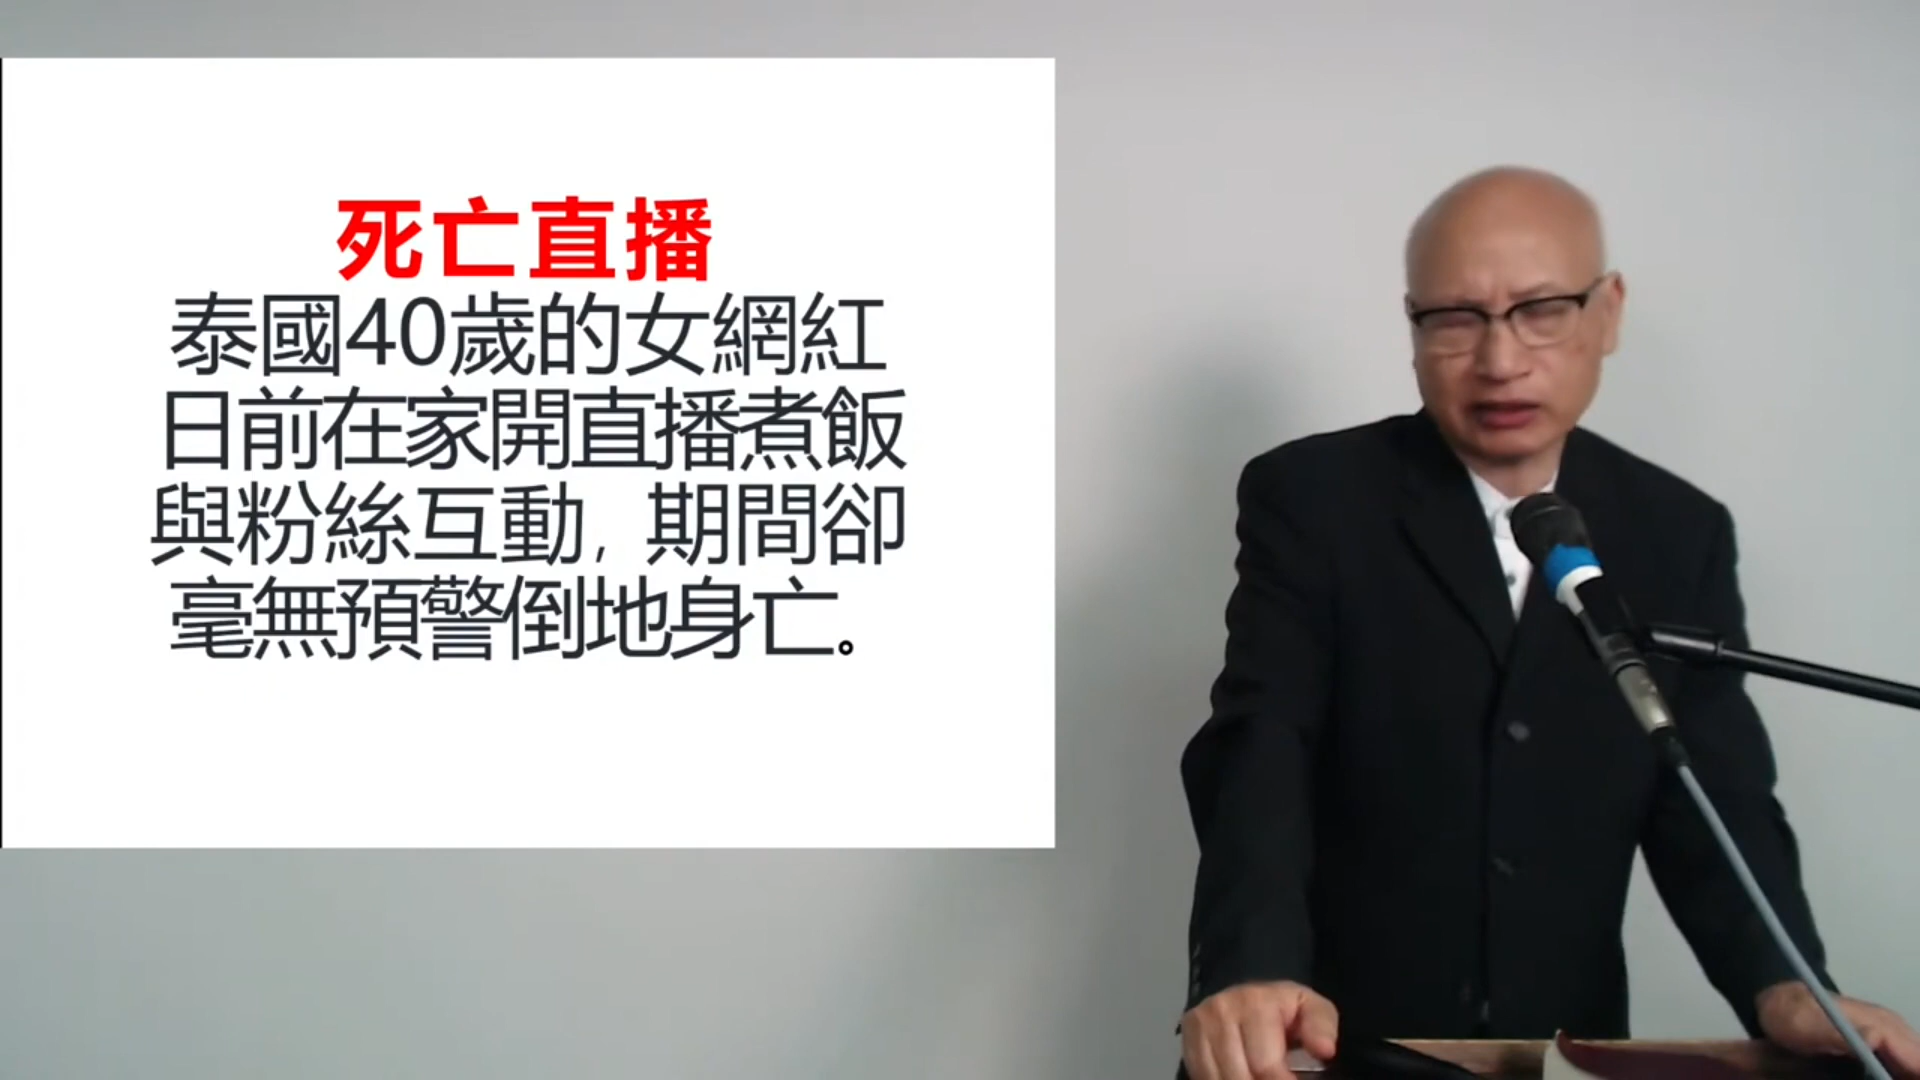 死亡直播
泰國40歲的女網紅
日前在家開直播煮飯
與粉絲互動，期間卻
毫無預警倒地身亡。